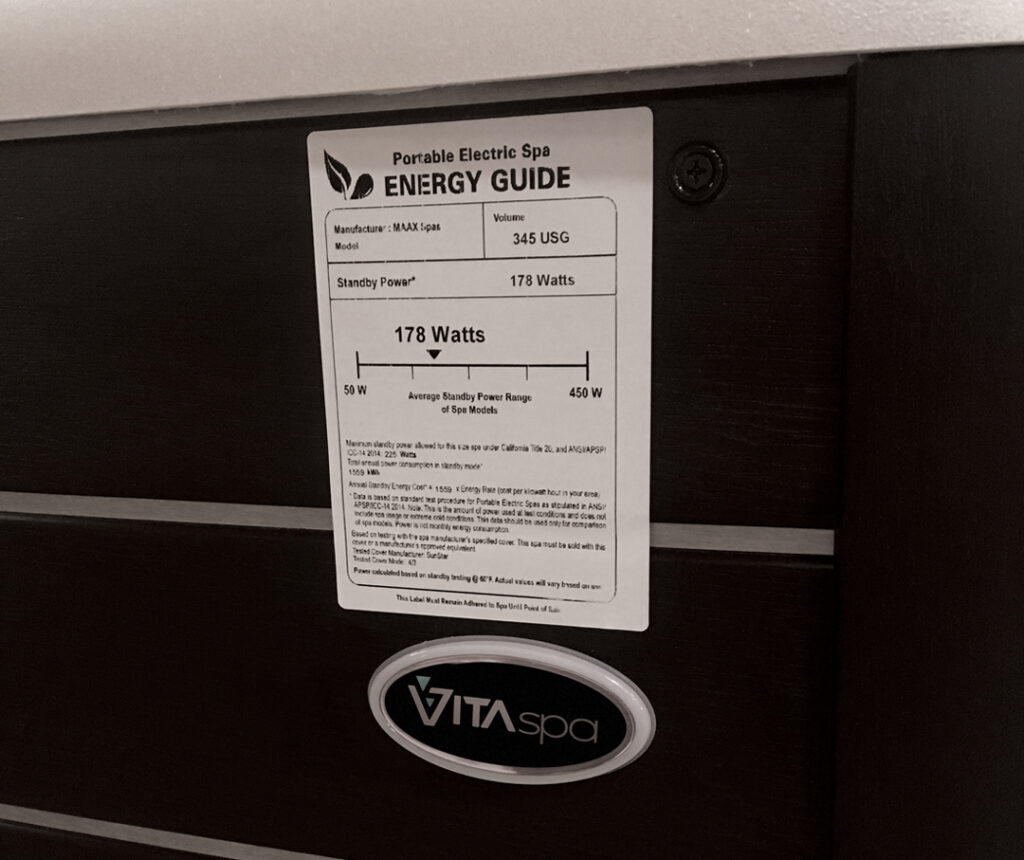 Portable Electric Spa
ENERGY GUIDE
Manufacturer : MAAX Spas
Model
Volume
345 USG
Standby Power*
178 Watts
178 Watts
50 W
450 W
Average Standby Power Range
of Spa Models
Maximum standby power allowed for this size spa under California Title 20, and ANSI/APSP/
ICC-14 2014: 225 Watts
Total annual power consumption in standby mode*
1559 kWh
Annual Standby Energy Cost* = 1559 x Energy Rate (cost per kilowatt hour in your area)
* Data is based on standard test procedure for Portable Electric Spas as stipulated in ANSI/
APSP/ICC-14 2014. Note: This is the amount of power used at test conditions and does not
include spa usage or extreme cold conditions. This data should be used only for comparison
of spa models. Power is not monthly energy consumption.
Based on testing with the spa manufacturer's specified cover. This spa must be sold with this
cover or a manufacturer's approved equivalent
Tested Cover Manufacturer: SunStar
Tested Cover Model: 4/3
Power calculated based on standby testing @ 60°F. Actual values will vary based on use.
This Label Must Remain Adhered to Spa Until Point of Sale
VITAspa